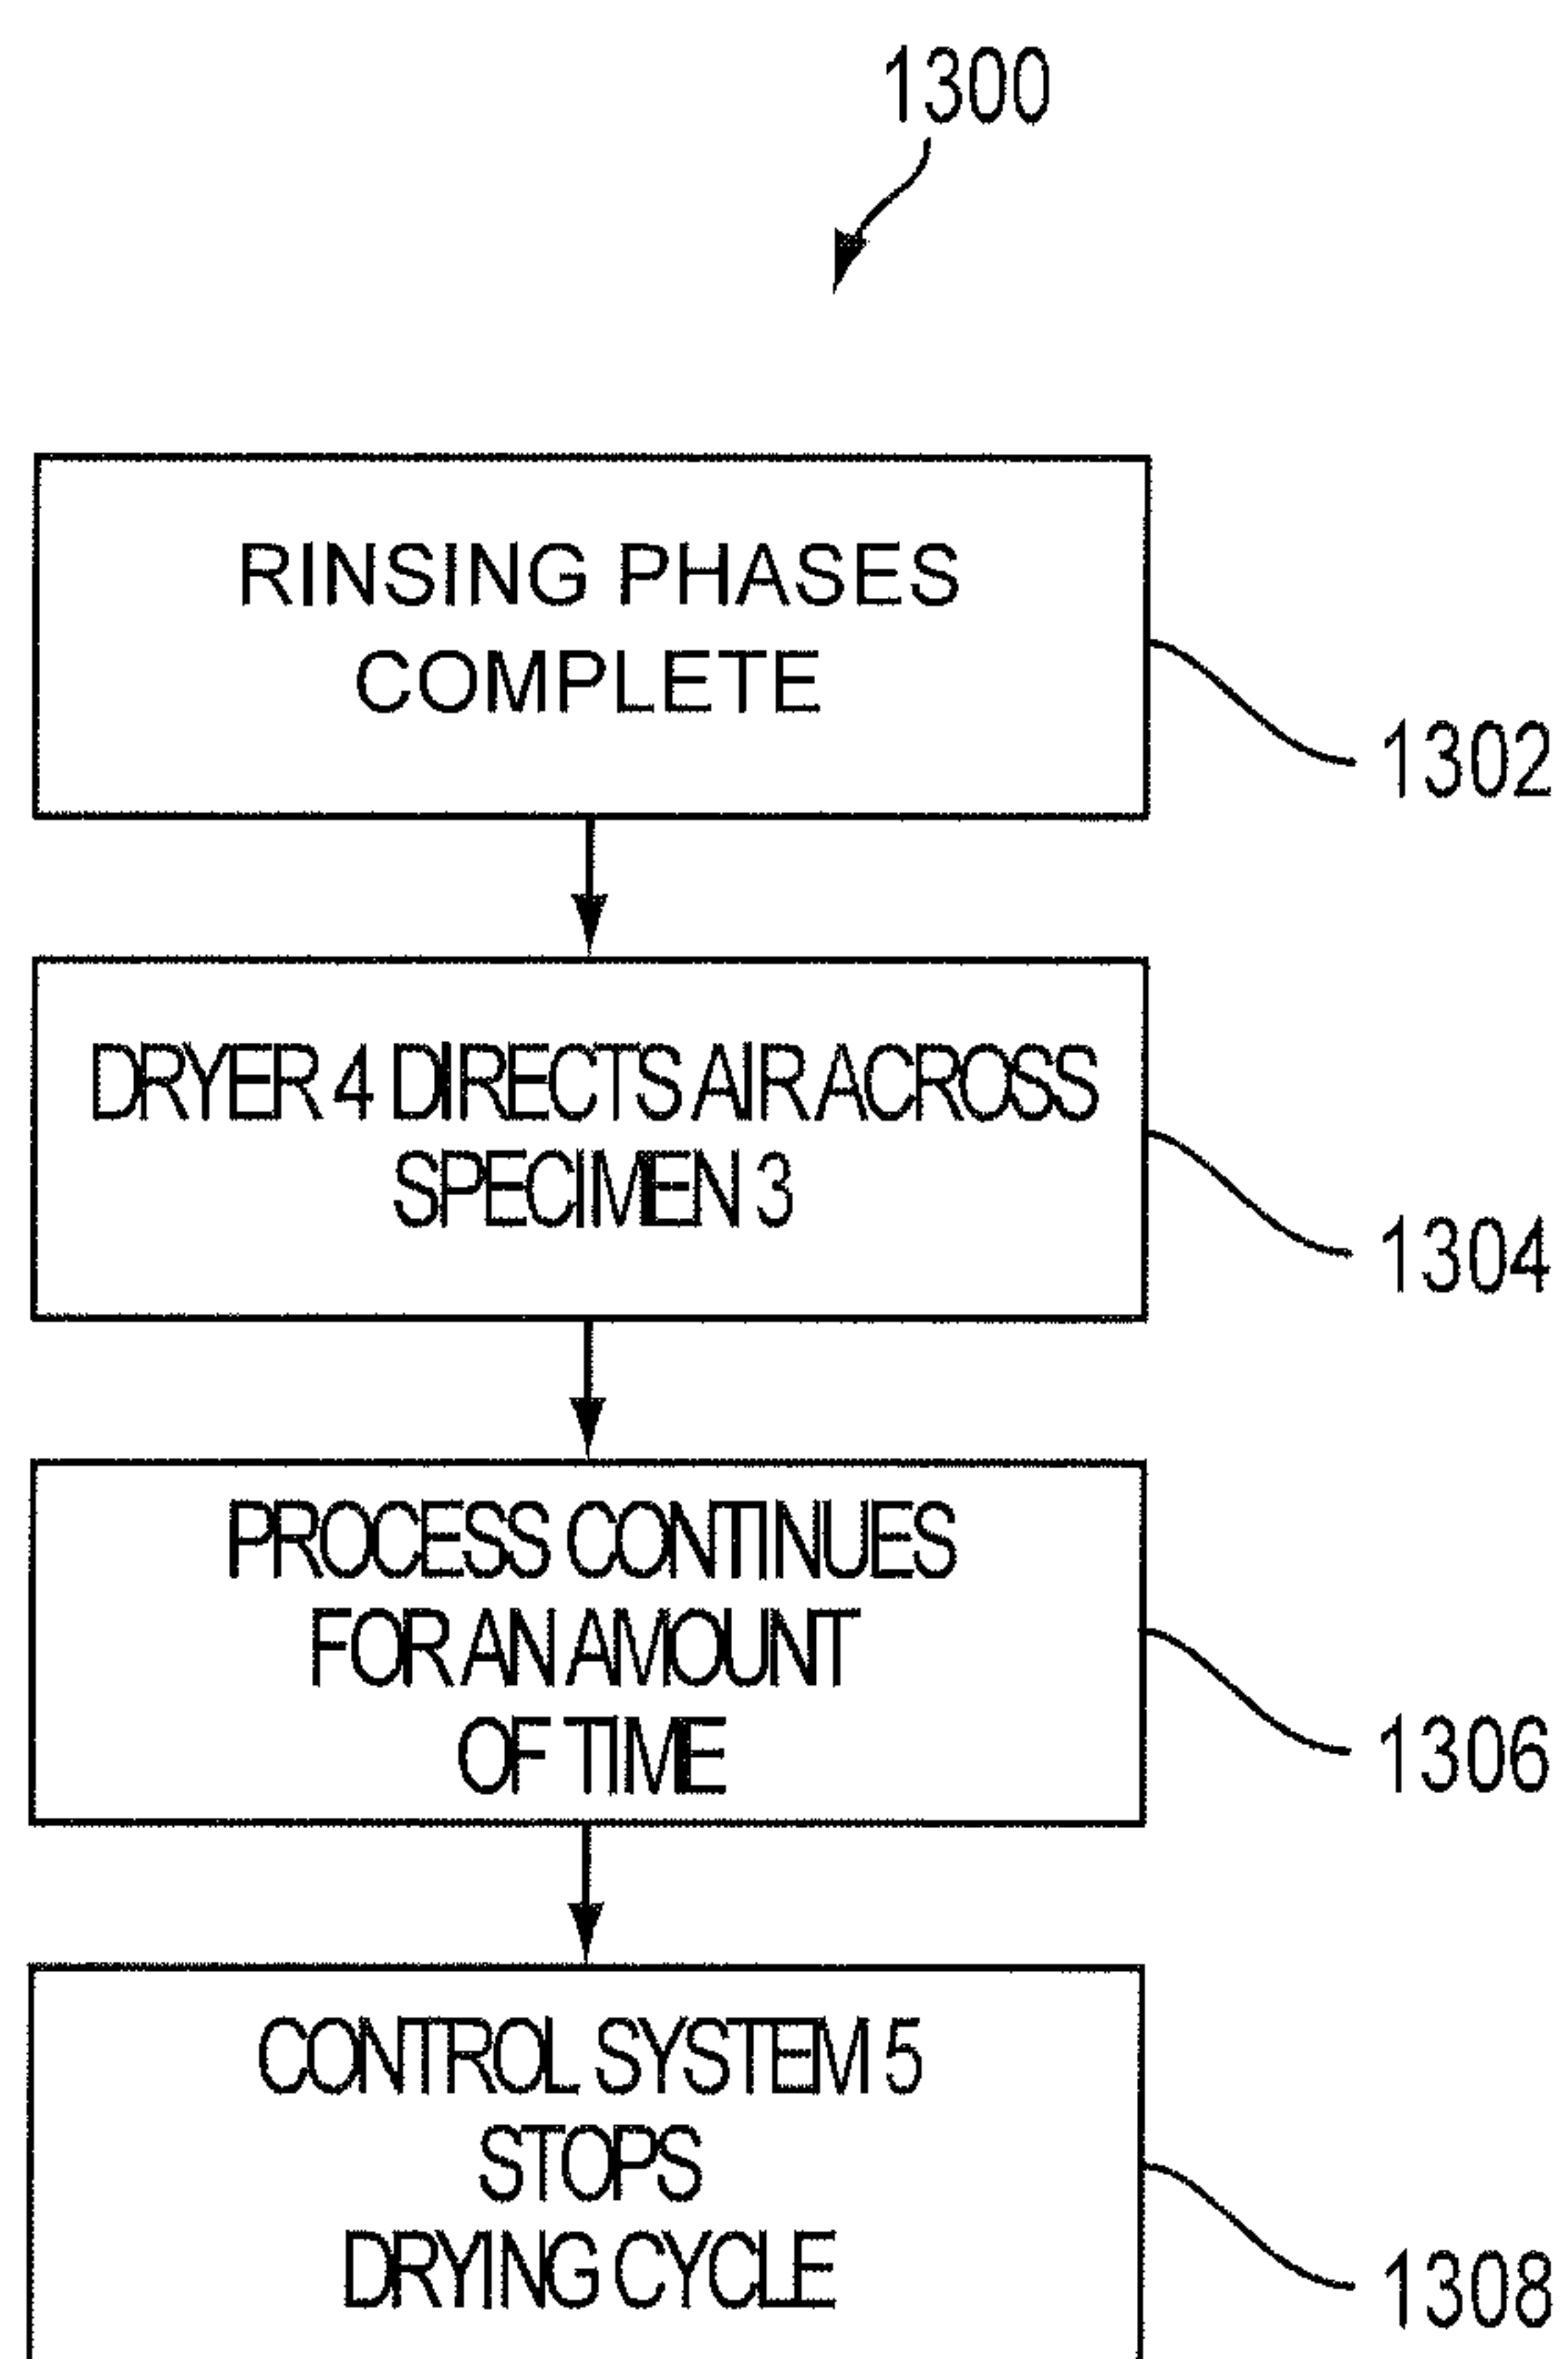 1300
RINSING PHASES
COMPLETE
1302
DRYER 4 DIRECTS AIR ACROSS
SPECIMEN 3
1304
PROCESS CONTINUES
FOR AN AMOUNT
OF TIME
1306
CONTROL SYSTEM 5
STOPS
DRYING CYCLE
1308